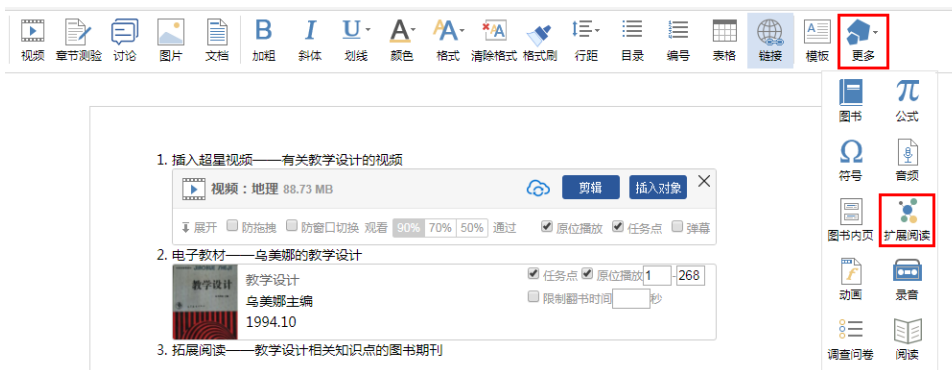 视频 章节测验 讨论 图片 文档 B 加粗 I 斜体 U 划线 A 颜色 AA 格式 清除格式 格式刷 行距 目录 编号 表格 链接 模板 更多
图书 π 公式
Ω 符号 音频
图书内页 扩展阅读
动画 录音
调查问卷 阅读
1. 插入超星视频——有关教学设计的视频
视频：地理 88.73 MB 剪辑 插入对象
展开 防拖拽 防窗口切换 观看 90% 70% 50% 通过 原位播放 任务点 弹幕
2. 电子教材——乌美娜的教学设计
教学设计
教学设计 任务点 原位播放 1 -268
乌美娜主编 限制翻书时间 秒
1994.10
3. 拓展阅读——教学设计相关知识点的图书期刊